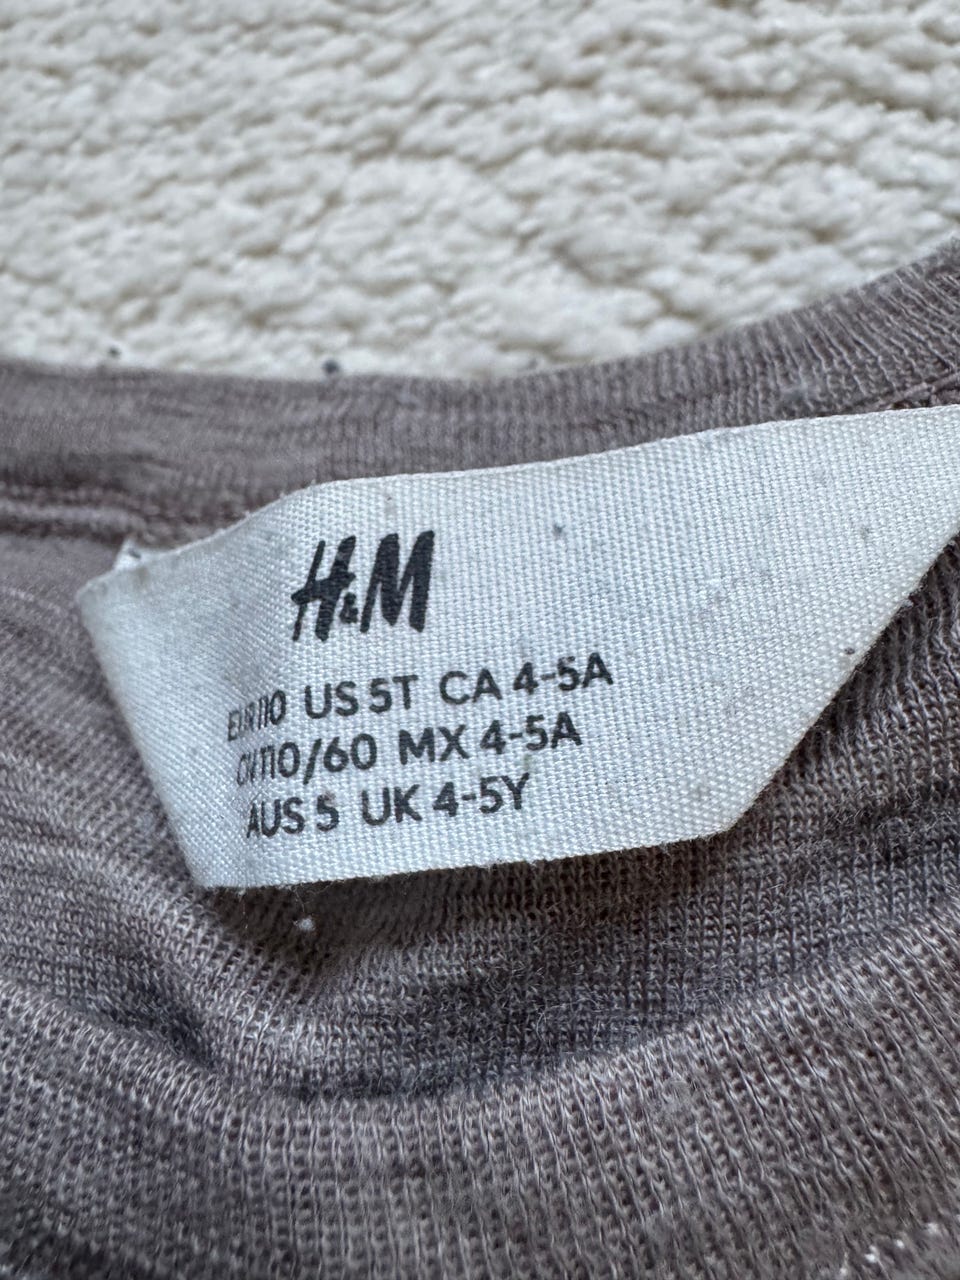 H&M
EUR110 US 5T CA 4-5A
CN110/60 MX 4-5A
AUS 5 UK 4-5Y